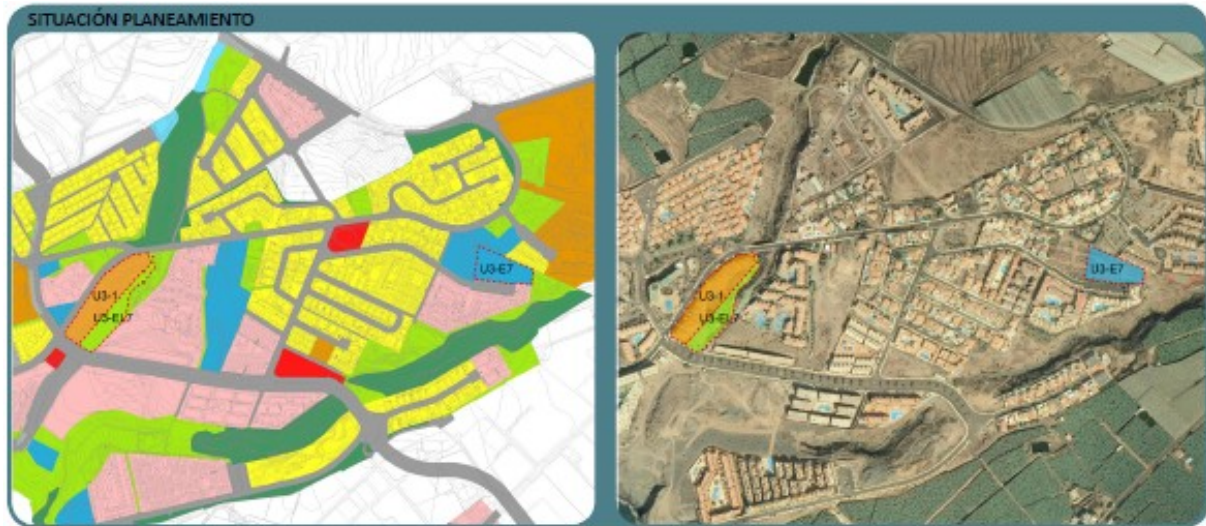 SITUACIÓN PLANEAMIENTO
U3-1
U3-EL7
U3-E7
U3-1
U3-EL7
U3-E7